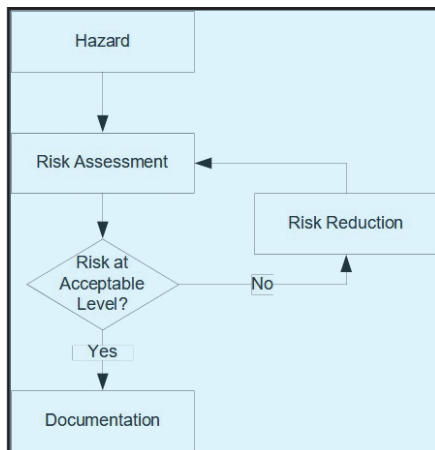 Hazard
Risk Assessment
Risk Reduction
Risk at
Acceptable
Level?
No
Yes
Documentation